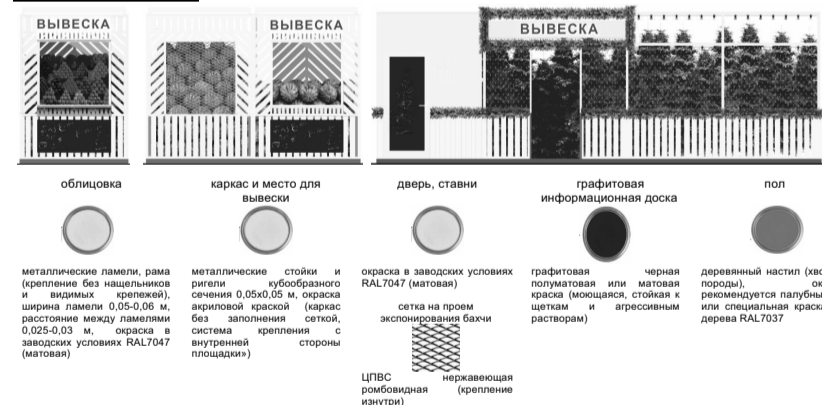 ВЫВЕСКА
ВЫВЕСКА
ВЫВЕСКА
облицовка
металлические ламели, рама
(крепление без нащельников
и видимых крепежей),
ширина ламели 0,05-0,06 м,
расстояние между ламелями
0,025-0,03 м, окраска в
заводских условиях RAL7047
(матовая)
каркас и место для
вывески
металлические стойки и
ригели кубообразного
сечения 0,05х0,05 м, окраска
акриловой краской (каркас
без заполнения сеткой,
система крепления с
внутренней стороны
площадки»)
дверь, ставни
окраска в заводских условиях
RAL7047 (матовая)
сетка на проем
экспонирования бахчи
ЦПВС нержавеющая
ромбовидная (крепление
изнутри)
графитовая
информационная доска
графитовая черная
полуматовая или матовая
краска (моющаяся, стойкая к
щеткам и агрессивным
растворам)
пол
деревянный настил (хво
породы), ок
рекомендуется палубны
или специальная краска
дерева RAL7037